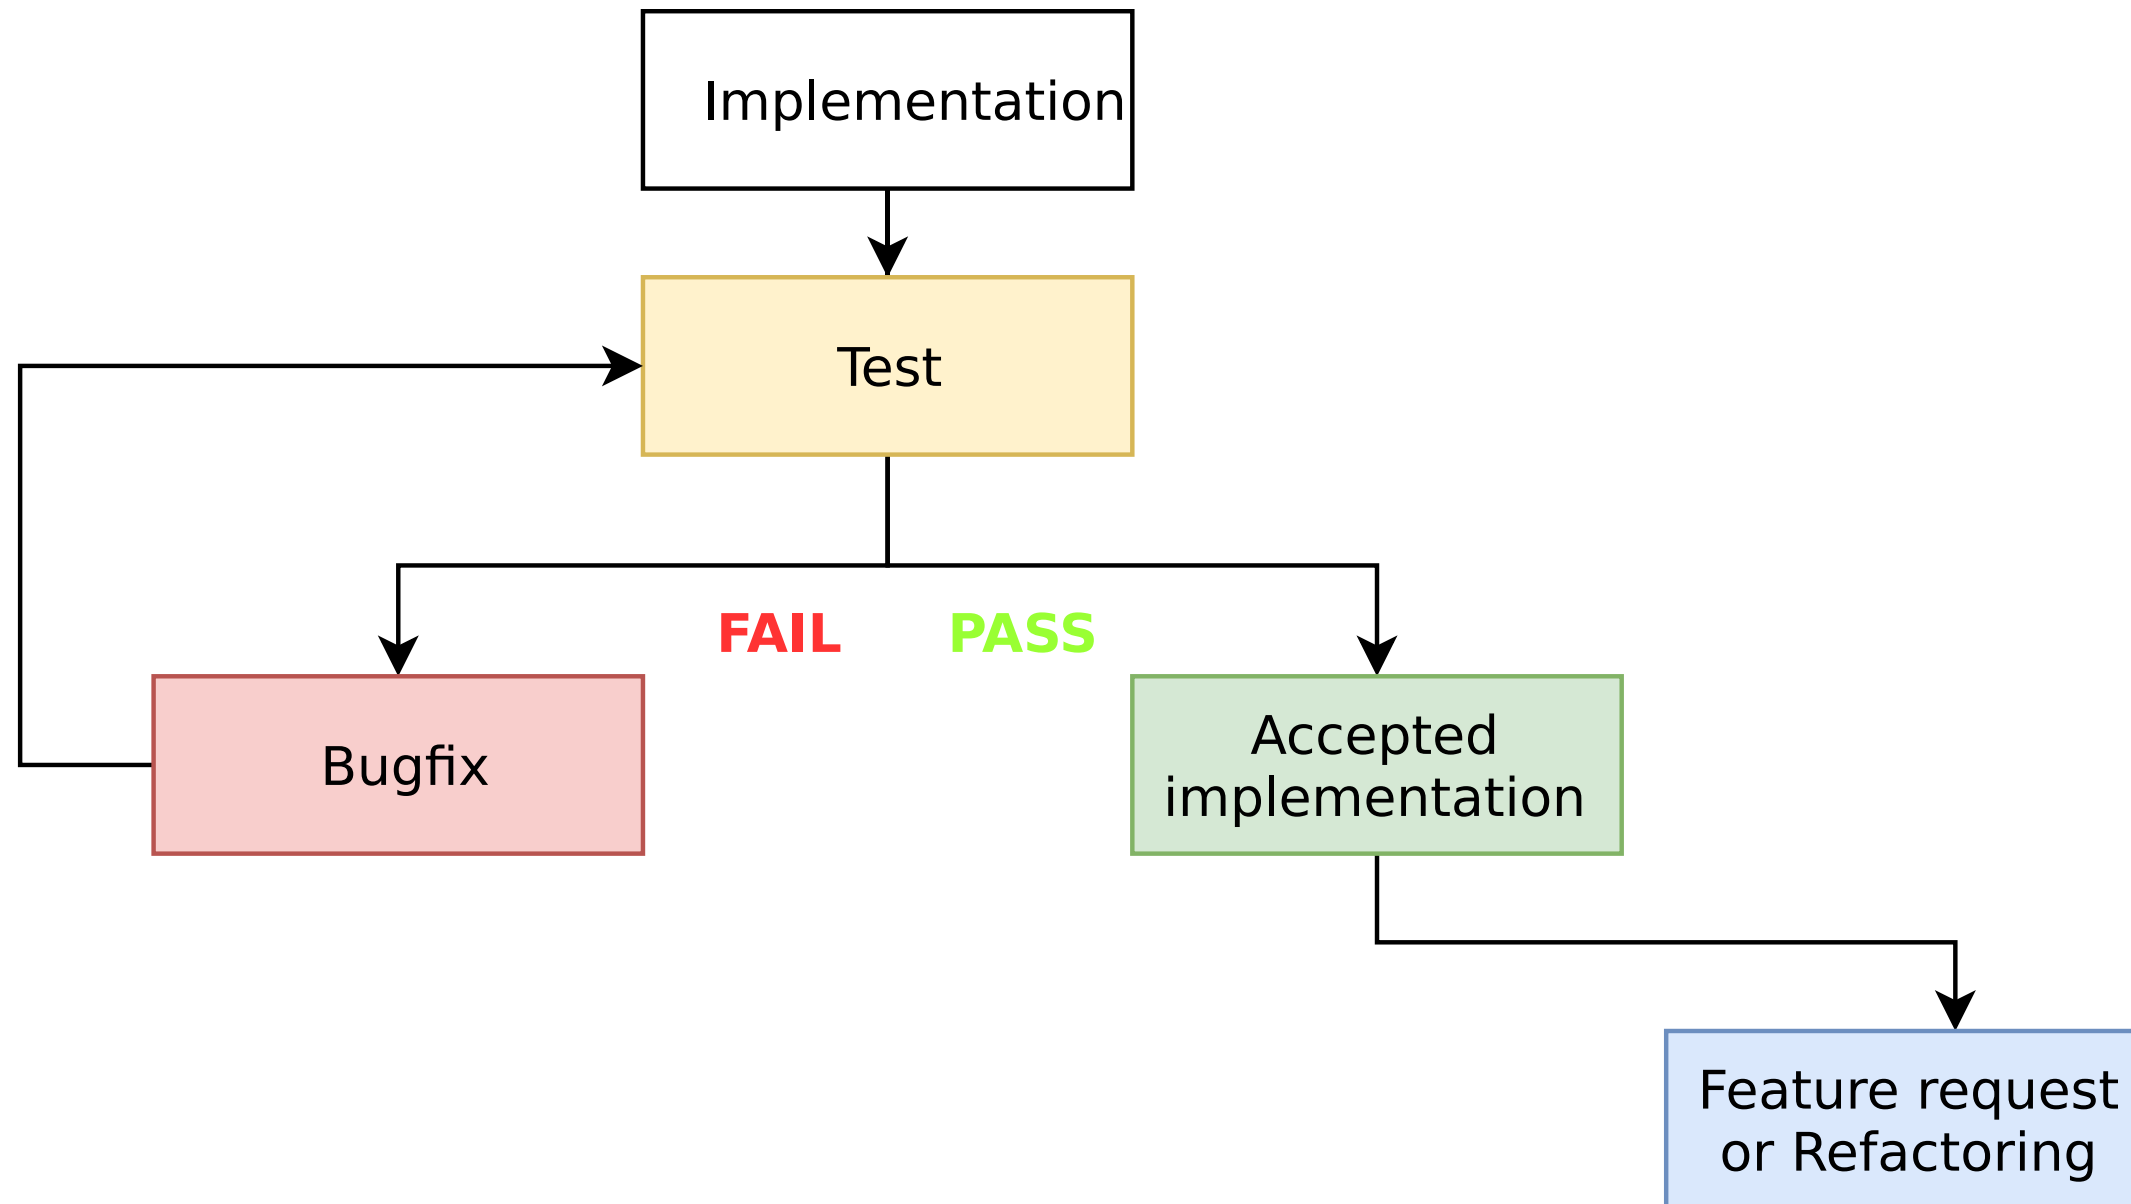 Implementation
Test
FAIL
PASS
Bugfix
Accepted
implementation
Feature request
or Refactoring